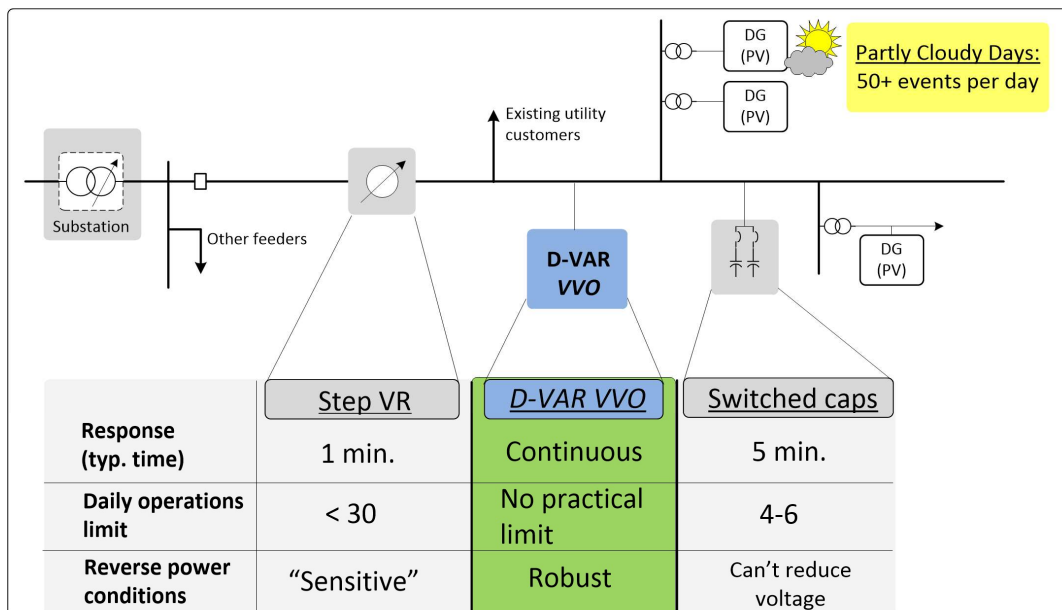 DG
(PV)
Partly Cloudy Days:
50+ events per day
DG
(PV)
Existing utility
customers
Substation
Other feeders
D-VAR
VVO
DG
(PV)
Step VR
D-VAR VVO
Switched caps
Response
(typ. time)
1 min.
Continuous
5 min.
Daily operations
limit
< 30
No practical
limit
4-6
Reverse power
conditions
“Sensitive”
Robust
Can’t reduce
voltage